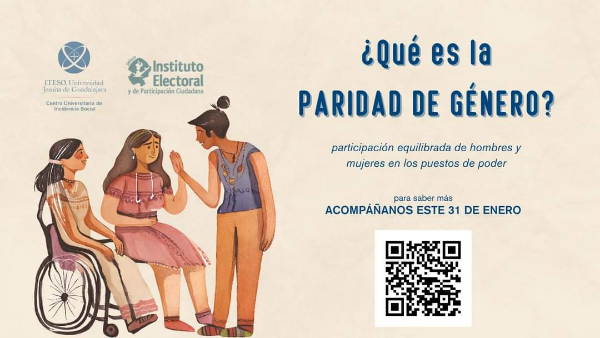 ITESO, Universidad
Jesuita de Guadalajara
Centro Universitario de
Incidencia Social
Instituto
Electoral
y de Participación Ciudadana
¿Qué es la
PARIDAD DE GÉNERO?
participación equilibrada de hombres y
mujeres en los puestos de poder
para saber más
ACOMPÁÑANOS ESTE 31 DE ENERO